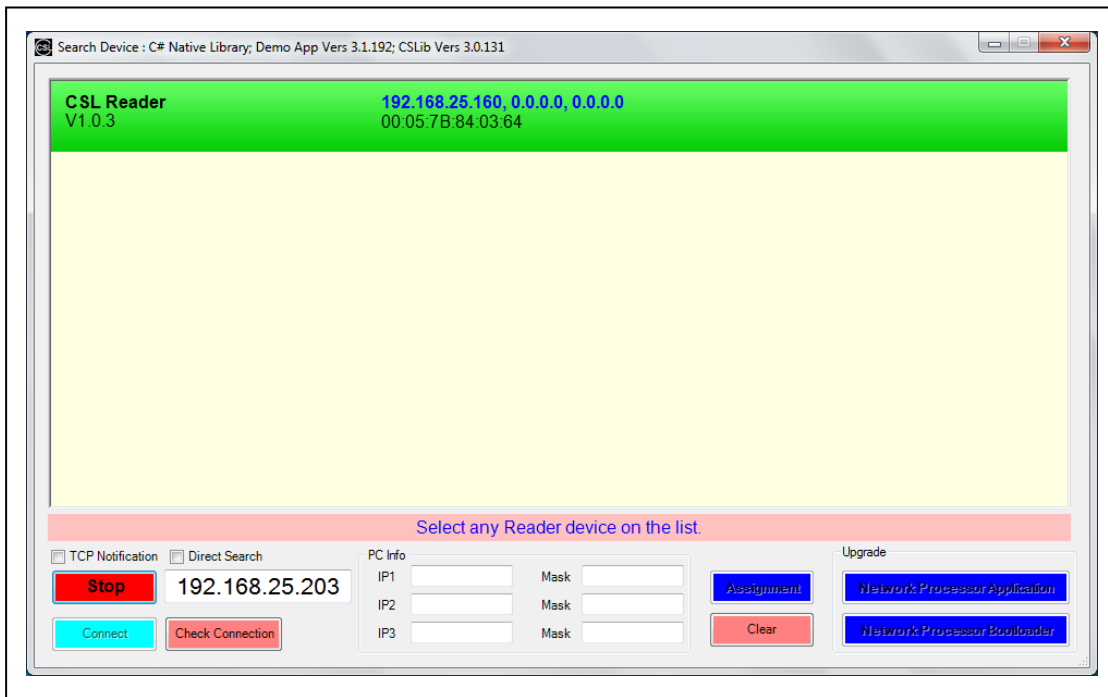 CSL Search Device : C# Native Library; Demo App Vers 3.1.192; CSLib Vers 3.0.131
CSL Reader 192.168.25.160, 0.0.0.0, 0.0.0.0
V1.0.3 00:05:7B:84:03:64
Select any Reader device on the list.
TCP Notification Direct Search
Stop 192.168.25.203
Connect Check Connection
PC Info
IP1 Mask
IP2 Mask
IP3 Mask
Assignment
Clear
Upgrade
Network Processor Application
Network Processor Bootloader